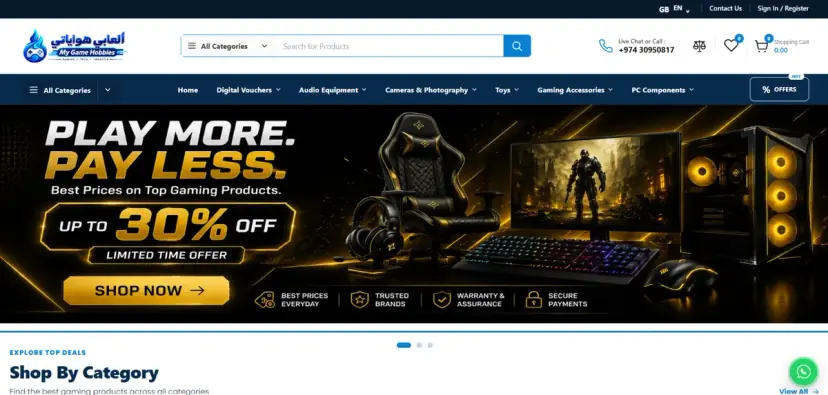 GB EN
Contact Us
Sign In / Register
ألعابي هواياتي
My Game Hobbies
All Categories
Search for Products
Live Chat or Call :
+974 30950817
0
0
Shopping Cart
0.00
All Categories
Home
Digital Vouchers
Audio Equipment
Cameras & Photography
Toys
Gaming Accessories
PC Components
HOT
% OFFERS
PLAY MORE.
PAY LESS.
Best Prices on Top Gaming Products.
UP TO 30% OFF
LIMITED TIME OFFER
SHOP NOW →
BEST PRICES
EVERYDAY
TRUSTED
BRANDS
WARRANTY &
ASSURANCE
SECURE
PAYMENTS
EXPLORE TOP DEALS
Shop By Category
Find the best gaming products across all categories
View All →